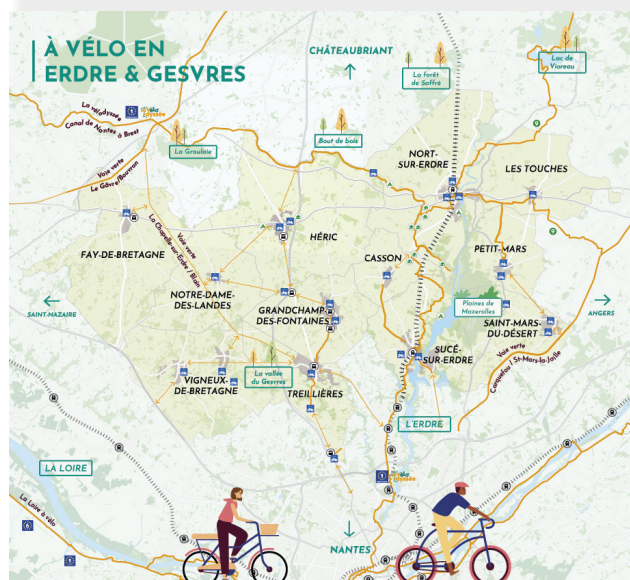 À VÉLO EN
ERDRE & GESVRES
CHÂTEAUBRIANT
La forêt
de Saffré
Lac de
Vioreau
La vélodyssée
La Vélo
Odyssée
Canal de Nantes à Brest
La Groulaie
Bout de bois
NORT-
SUR-ERDRE
LES TOUCHES
Voie verte
Le Gâvre/Bouvron
FAY-DE-BRETAGNE
Voie verte
La Chapelle-sur-Erdre / Blain
HÉRIC
CASSON
PETIT-MARS
NOTRE-DAME-
DES-LANDES
GRANDCHAMP-
DES-FONTAINES
Plaines de
Mazerolles
SAINT-NAZAIRE
ANGERS
SAINT-MARS-
DU-DÉSERT
SUCÉ-
SUR-ERDRE
Voie verte
Carquefou / St-Mars-la-Jaille
VIGNEUX-
DE-BRETAGNE
La vallée
du Gesvres
TREILLIÈRES
L'ERDRE
LA LOIRE
La Loire à vélo
NANTES